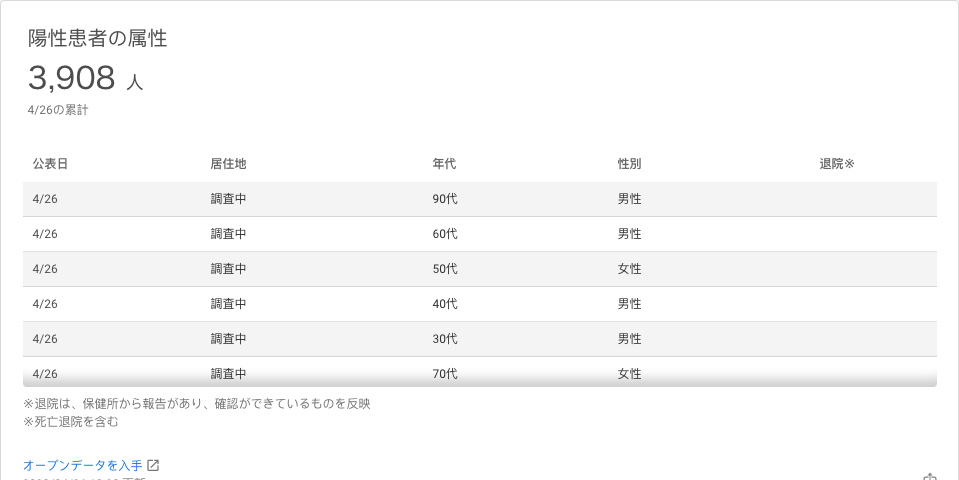 陽性患者の属性
3,908 人
4/26の累計
公表日 居住地 年代 性別 退院※
4/26 調査中 90代 男性
4/26 調査中 60代 男性
4/26 調査中 50代 女性
4/26 調査中 40代 男性
4/26 調査中 30代 男性
4/26 調査中 70代 女性
※退院は、保健所から報告があり、確認ができているものを反映
※死亡退院を含む
オープンデータを入手